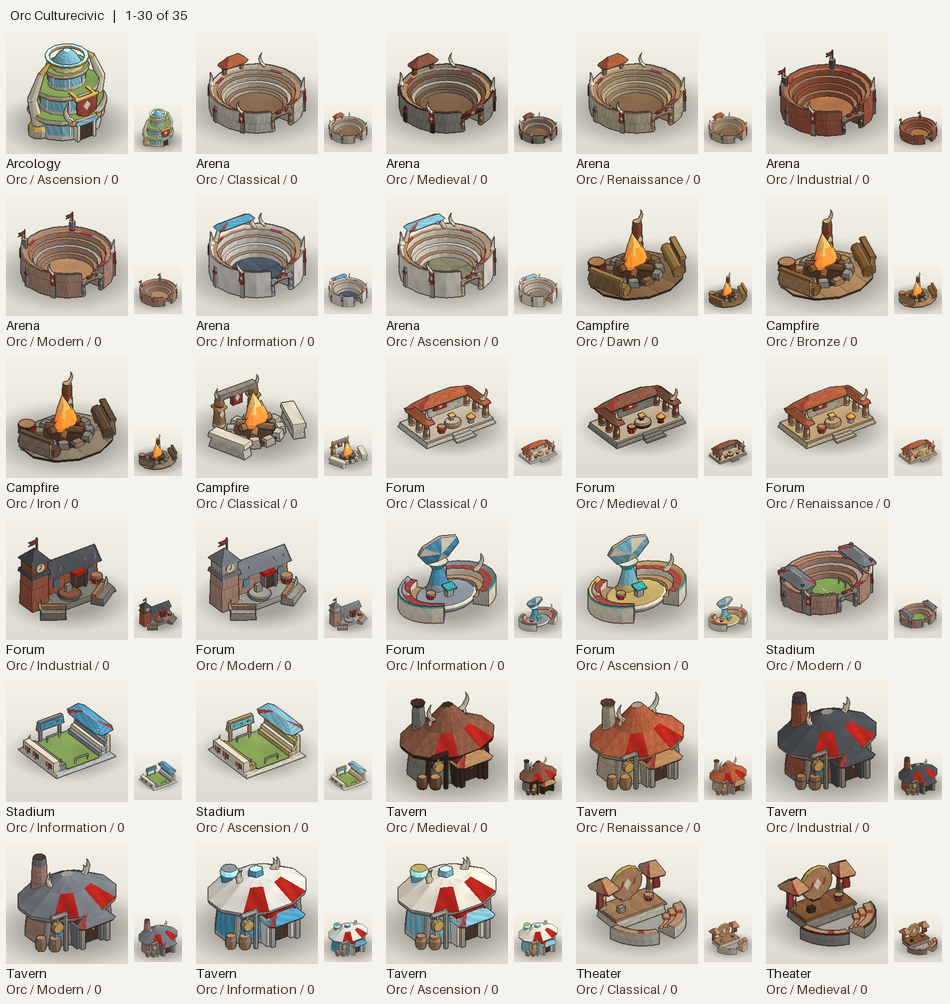 Orc Culturecivic | 1-30 of 35
Arcology
Orc / Ascension / 0
Arena
Orc / Classical / 0
Arena
Orc / Medieval / 0
Arena
Orc / Renaissance / 0
Arena
Orc / Industrial / 0
Arena
Orc / Modern / 0
Arena
Orc / Information / 0
Arena
Orc / Ascension / 0
Campfire
Orc / Dawn / 0
Campfire
Orc / Bronze / 0
Campfire
Orc / Iron / 0
Campfire
Orc / Classical / 0
Forum
Orc / Classical / 0
Forum
Orc / Medieval / 0
Forum
Orc / Renaissance / 0
Forum
Orc / Industrial / 0
Forum
Orc / Modern / 0
Forum
Orc / Information / 0
Forum
Orc / Ascension / 0
Stadium
Orc / Modern / 0
Stadium
Orc / Information / 0
Stadium
Orc / Ascension / 0
Tavern
Orc / Medieval / 0
Tavern
Orc / Renaissance / 0
Tavern
Orc / Industrial / 0
Tavern
Orc / Modern / 0
Tavern
Orc / Information / 0
Tavern
Orc / Ascension / 0
Theater
Orc / Classical / 0
Theater
Orc / Medieval / 0